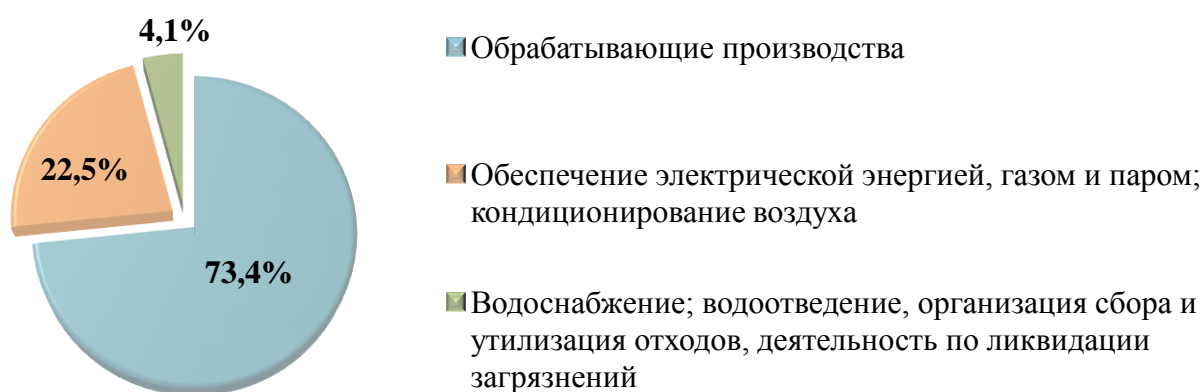 4,1%
22,5%
73,4%
Обрабатывающие производства
Обеспечение электрической энергией, газом и паром;
кондиционирование воздуха
Водоснабжение; водоотведение, организация сбора и
утилизация отходов, деятельность по ликвидации
загрязнений